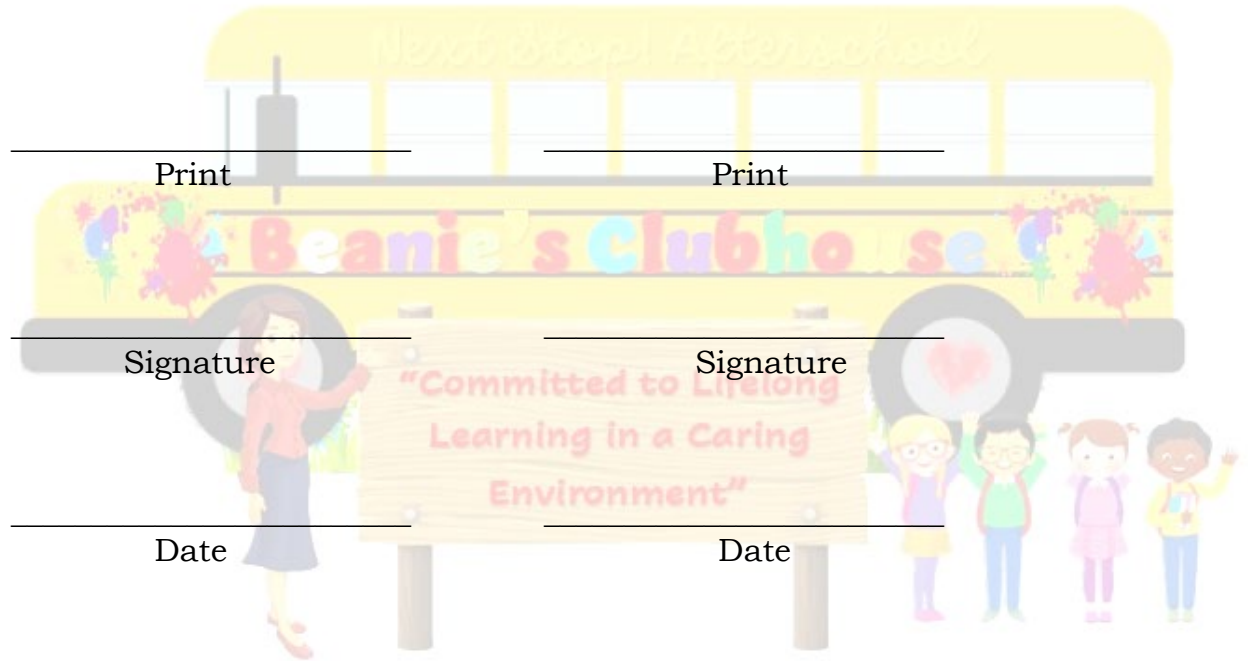 Next Stop! Afterschool
Print Print
Beanie's Clubhouse
Signature Signature
"Committed to Lifelong
Learning in a Caring
Environment"
Date Date